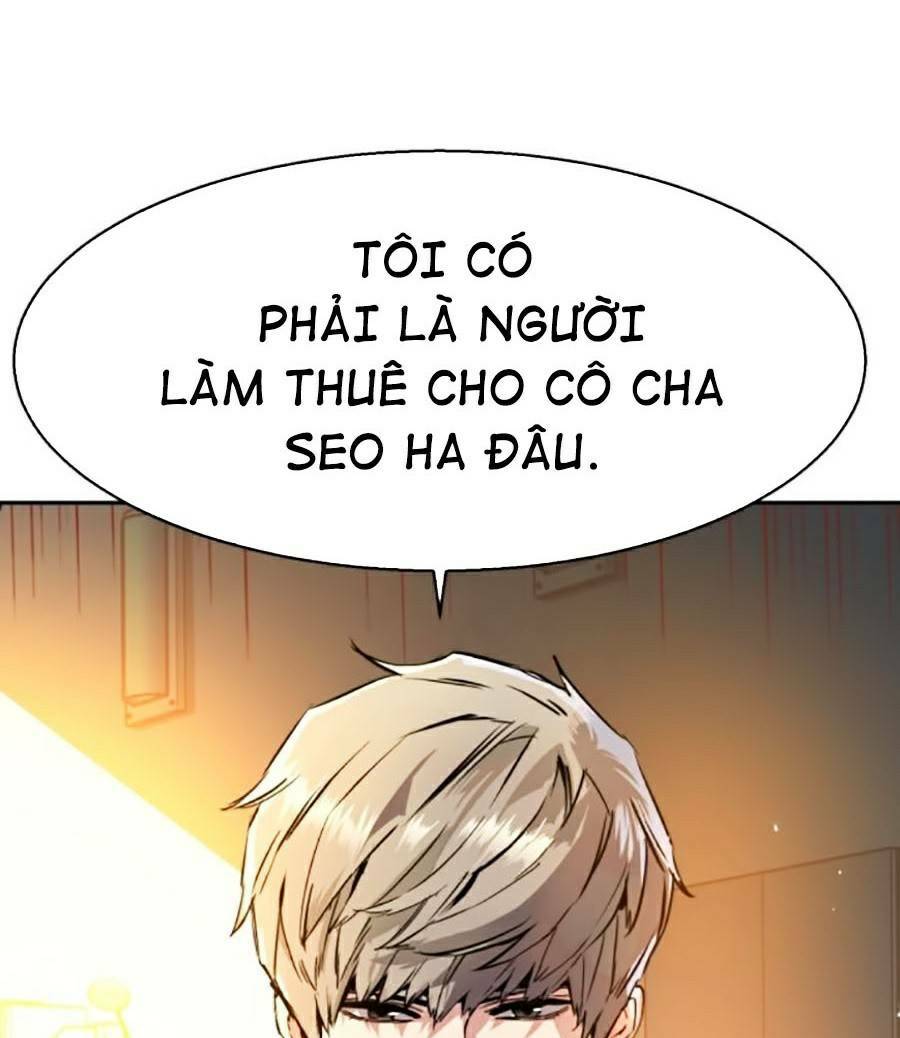 TÔI CÓ
PHẢI LÀ NGƯỜI
LÀM THUÊ CHO CÔ CHA
SEO HA ĐÂU.